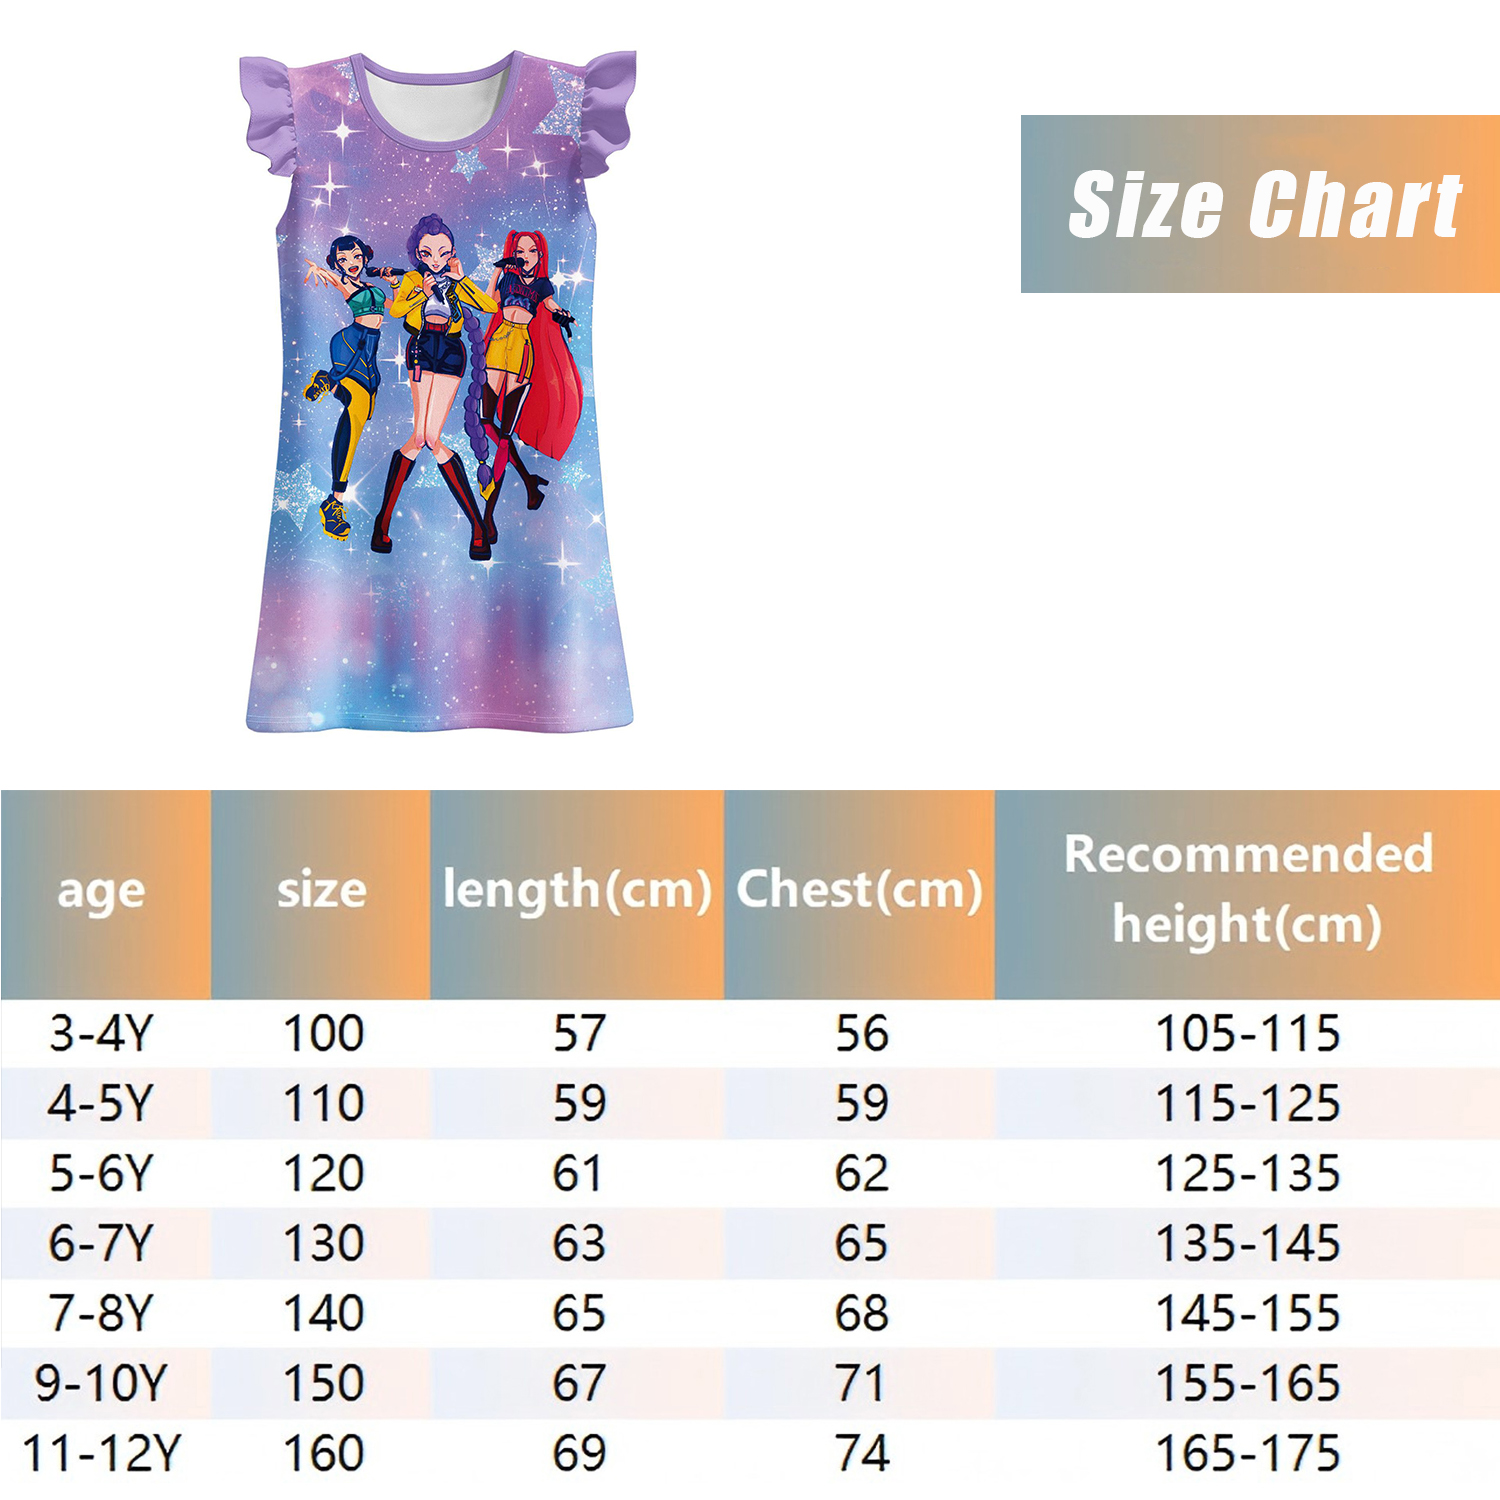 Size Chart
age size length(cm) Chest(cm) Recommended height(cm)
3-4Y 100 57 56 105-115
4-5Y 110 59 59 115-125
5-6Y 120 61 62 125-135
6-7Y 130 63 65 135-145
7-8Y 140 65 68 145-155
9-10Y 150 67 71 155-165
11-12Y 160 69 74 165-175